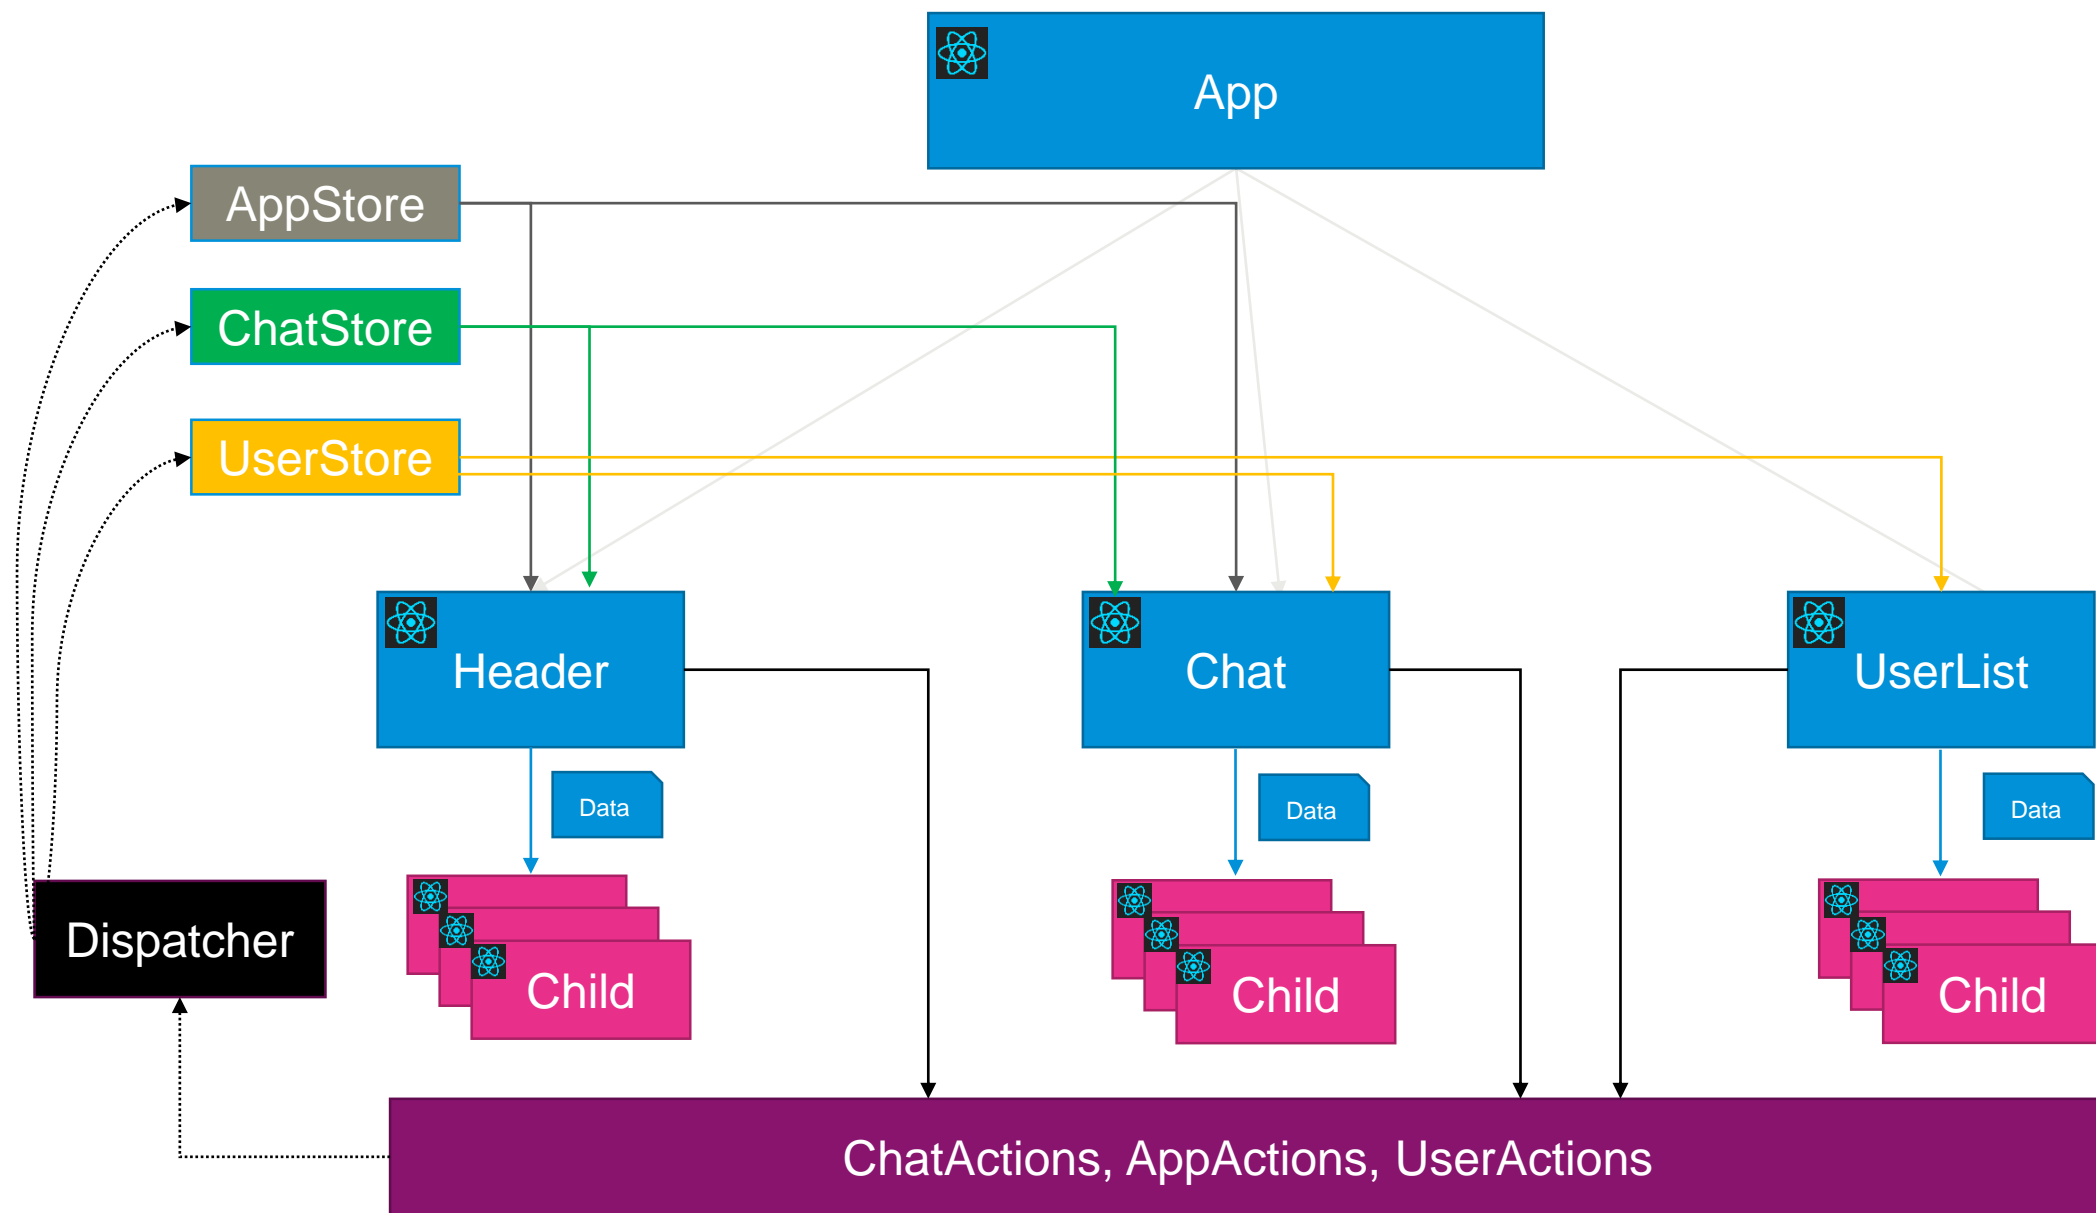 App
AppStore
ChatStore
UserStore
Header
Chat
UserList
Data
Data
Data
Dispatcher
Child
Child
Child
ChatActions, AppActions, UserActions